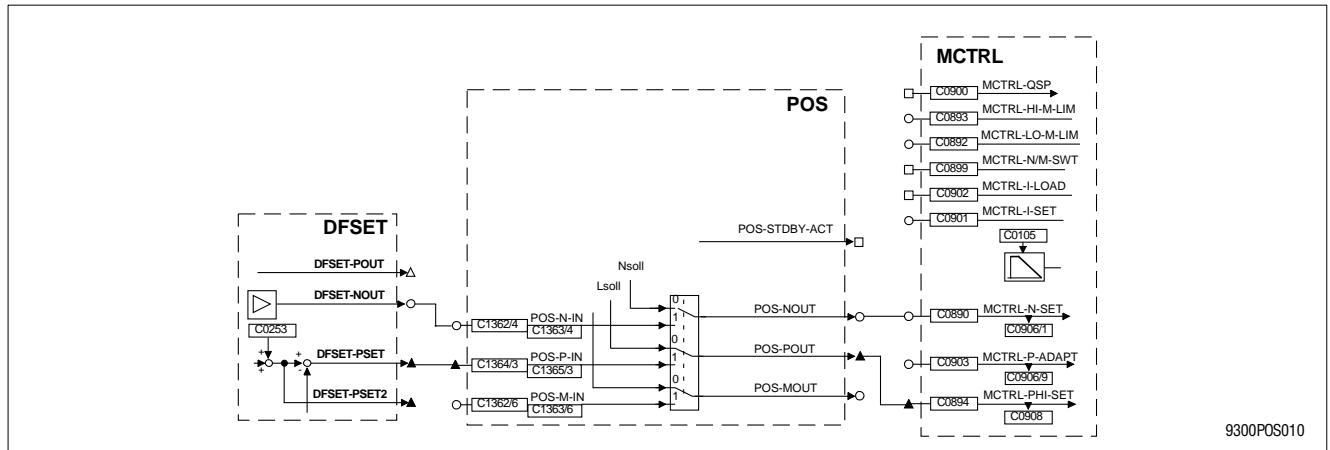 DFSET
DFSET-POUT
DFSET-NOUT
C0253
+
+
+
-
DFSET-PSET
DFSET-PSET2
POS
POS-STDBY-ACT
Nsoll
Lsoll
C1362/4
POS-N-IN
C1363/4
0
1
POS-NOUT
C1364/3
POS-P-IN
C1365/3
0
1
POS-POUT
C1362/6
POS-M-IN
C1363/6
0
1
POS-MOUT
MCTRL
C0900
MCTRL-QSP
C0893
MCTRL-HI-M-LIM
C0892
MCTRL-LO-M-LIM
C0899
MCTRL-N/M-SWT
C0902
MCTRL-I-LOAD
C0901
MCTRL-I-SET
C0105
C0890
MCTRL-N-SET
C0906/1
C0903
MCTRL-P-ADAPT
C0906/9
C0894
MCTRL-PHI-SET
C0908
9300POS010